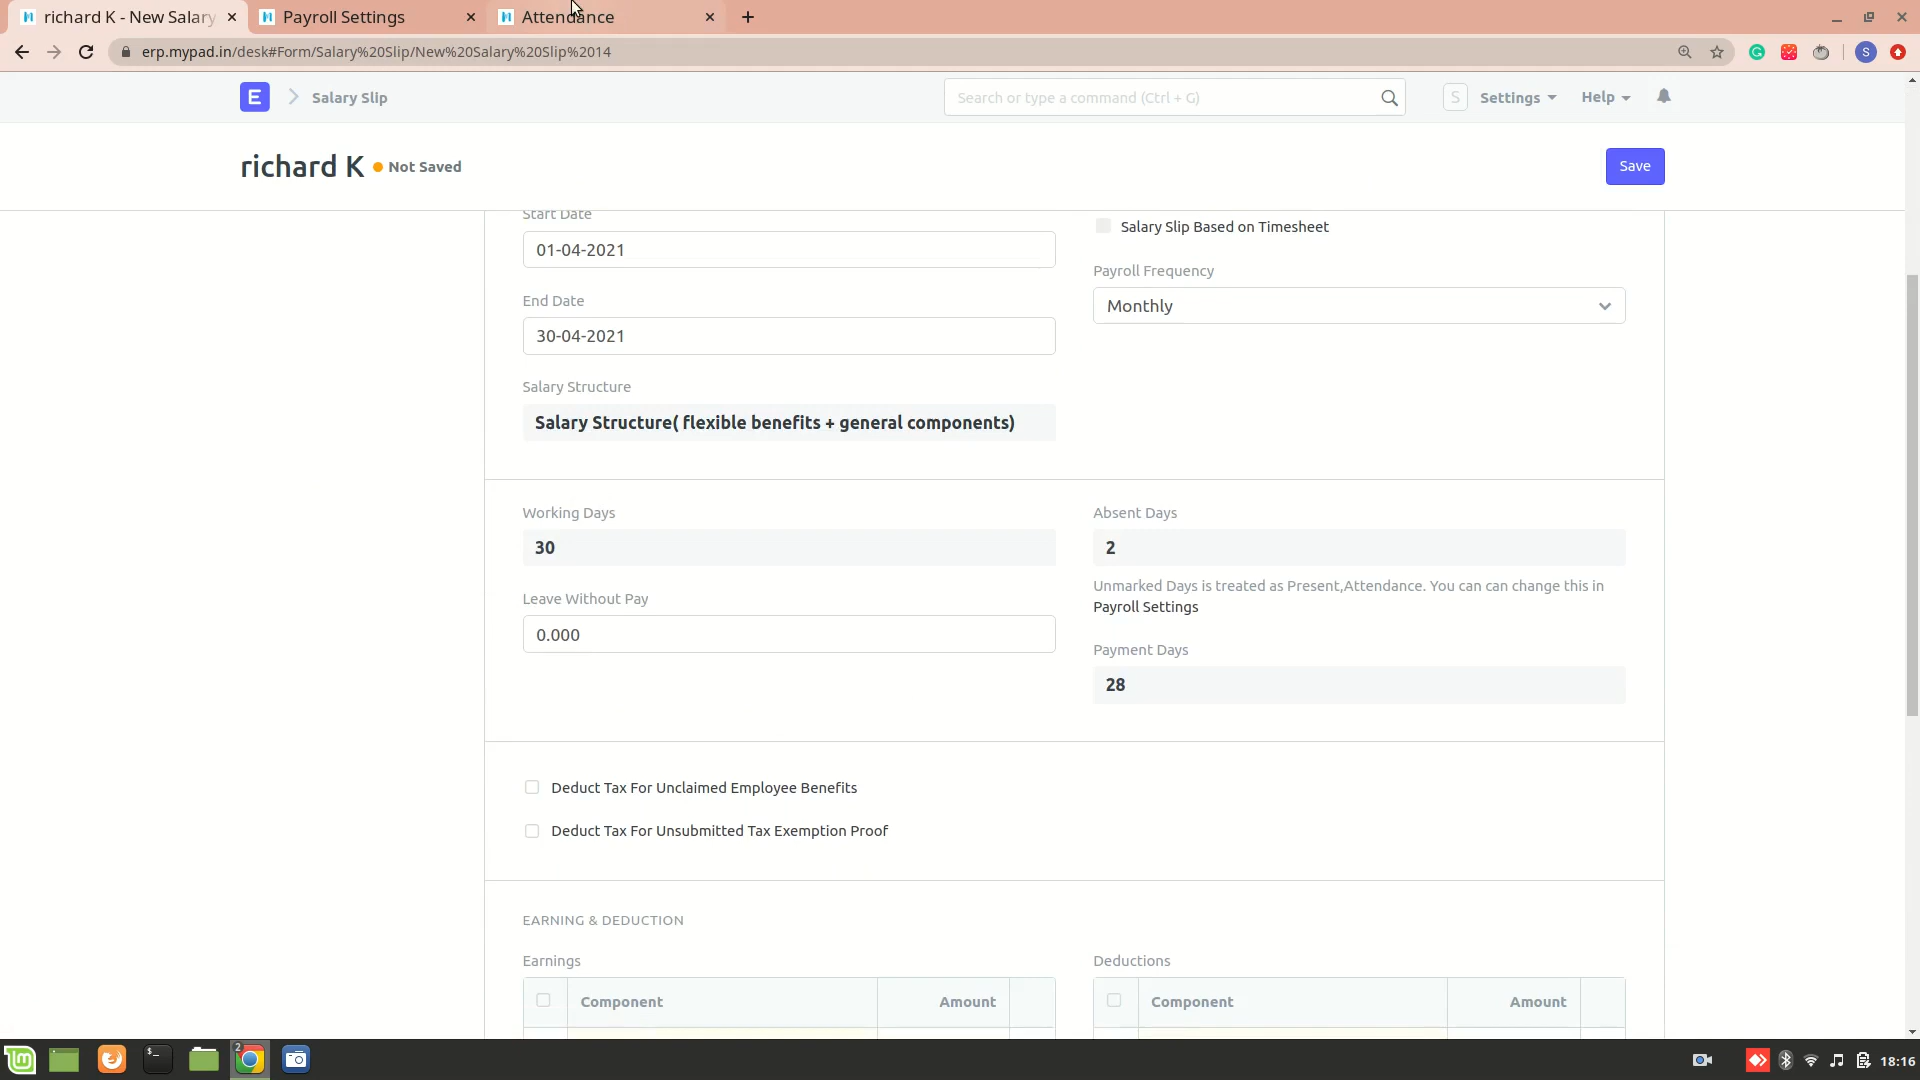 richard K - New Salary
Payroll Settings
Attendance
erp.mypad.in/desk#Form/Salary%20Slip/New%20Salary%20Slip%2014
S
E
Salary Slip
Search or type a command (Ctrl + G)
S
Settings
Help
richard K
Not Saved
Save
Start Date
01-04-2021
Salary Slip Based on Timesheet
Payroll Frequency
Monthly
End Date
30-04-2021
Salary Structure
Salary Structure( flexible benefits + general components)
Working Days
30
Absent Days
2
Unmarked Days is treated as Present,Attendance. You can can change this in
Payroll Settings
Leave Without Pay
0.000
Payment Days
28
Deduct Tax For Unclaimed Employee Benefits
Deduct Tax For Unsubmitted Tax Exemption Proof
EARNING & DEDUCTION
Earnings
Component
Amount
Deductions
Component
Amount
2
18:16